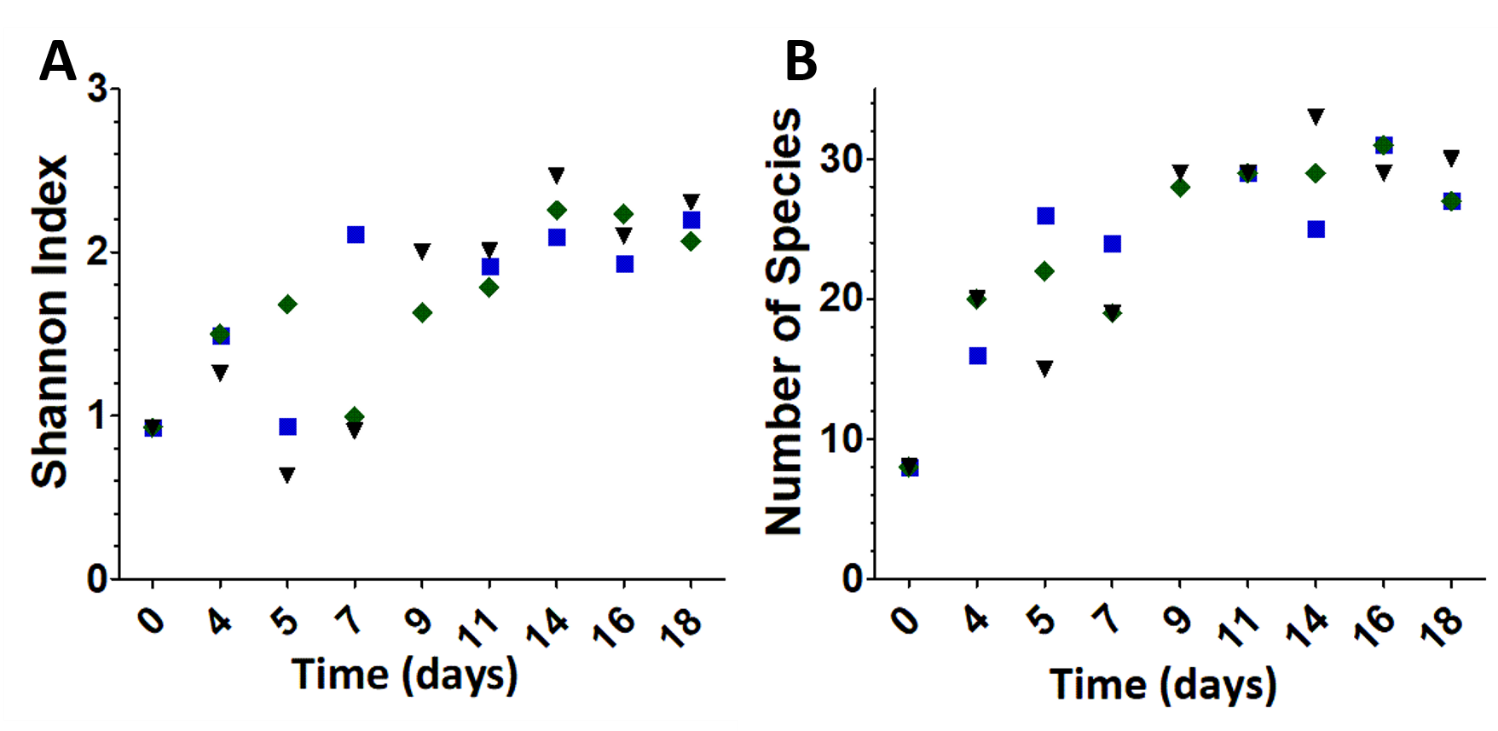 A
3
2
1
0
Shannon Index
0 4 5 7 9 11 14 16 18
Time (days)
B
30
20
10
0
Number of Species
0 4 5 7 9 11 14 16 18
Time (days)